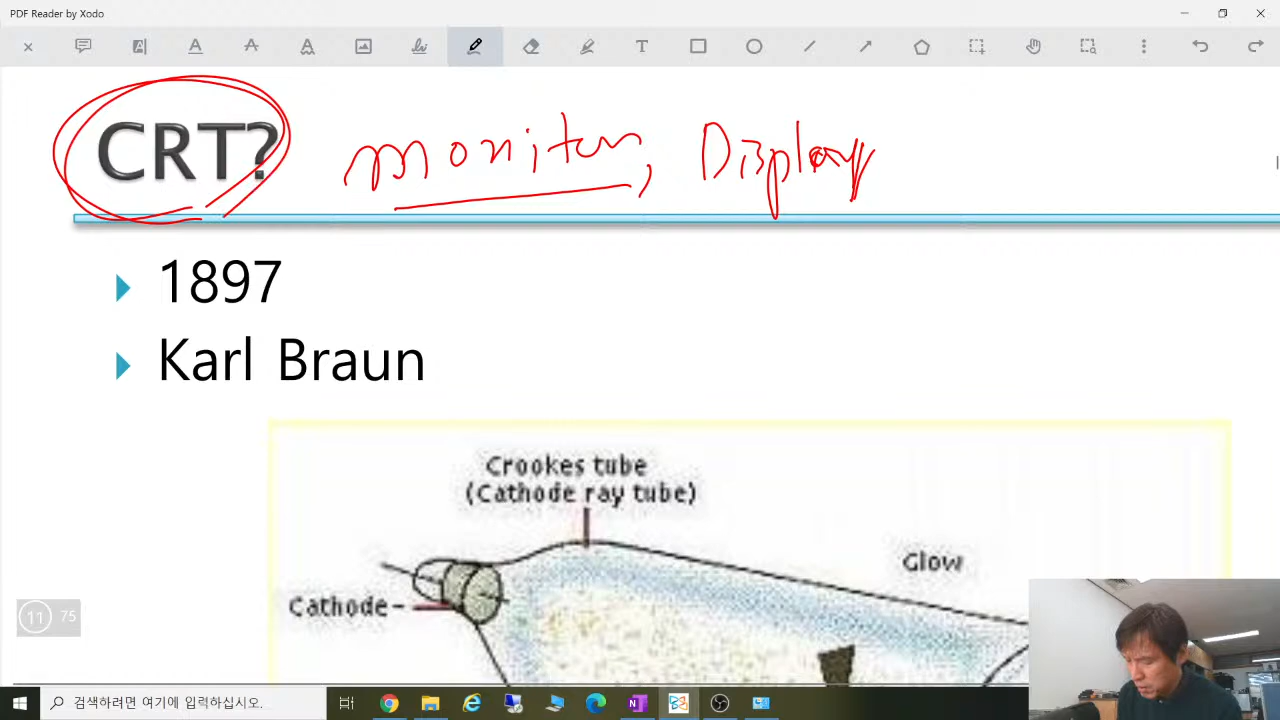 PDF Reader by Xodo
T
CRT? moniter, Display
1897
Karl Braun
Crookes tube
(Cathode ray tube)
Glow
Cathode
11 75
검색하려면 여기에 입력하십시오.